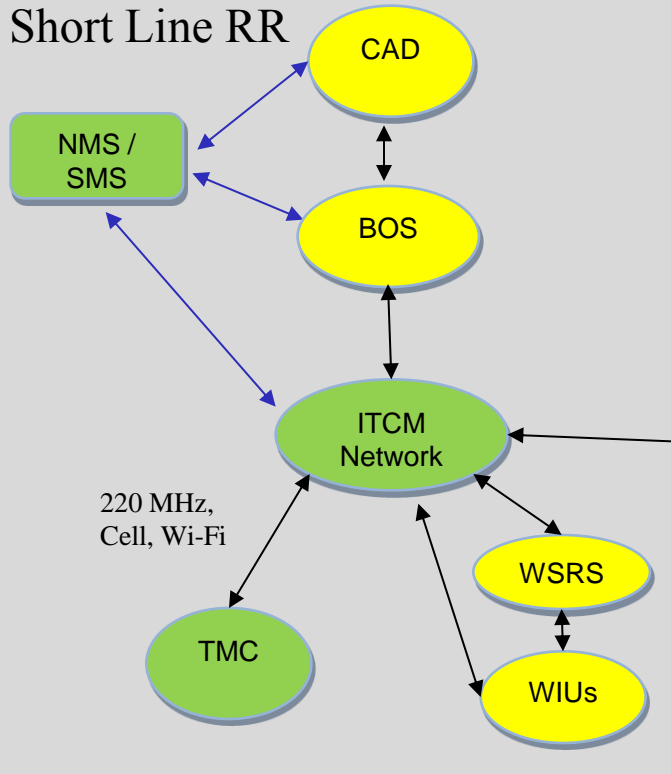 Short Line RR
CAD
NMS /
SMS
BOS
ITCM
Network
220 MHz,
Cell, Wi-Fi
WSRS
TMC
WIUs